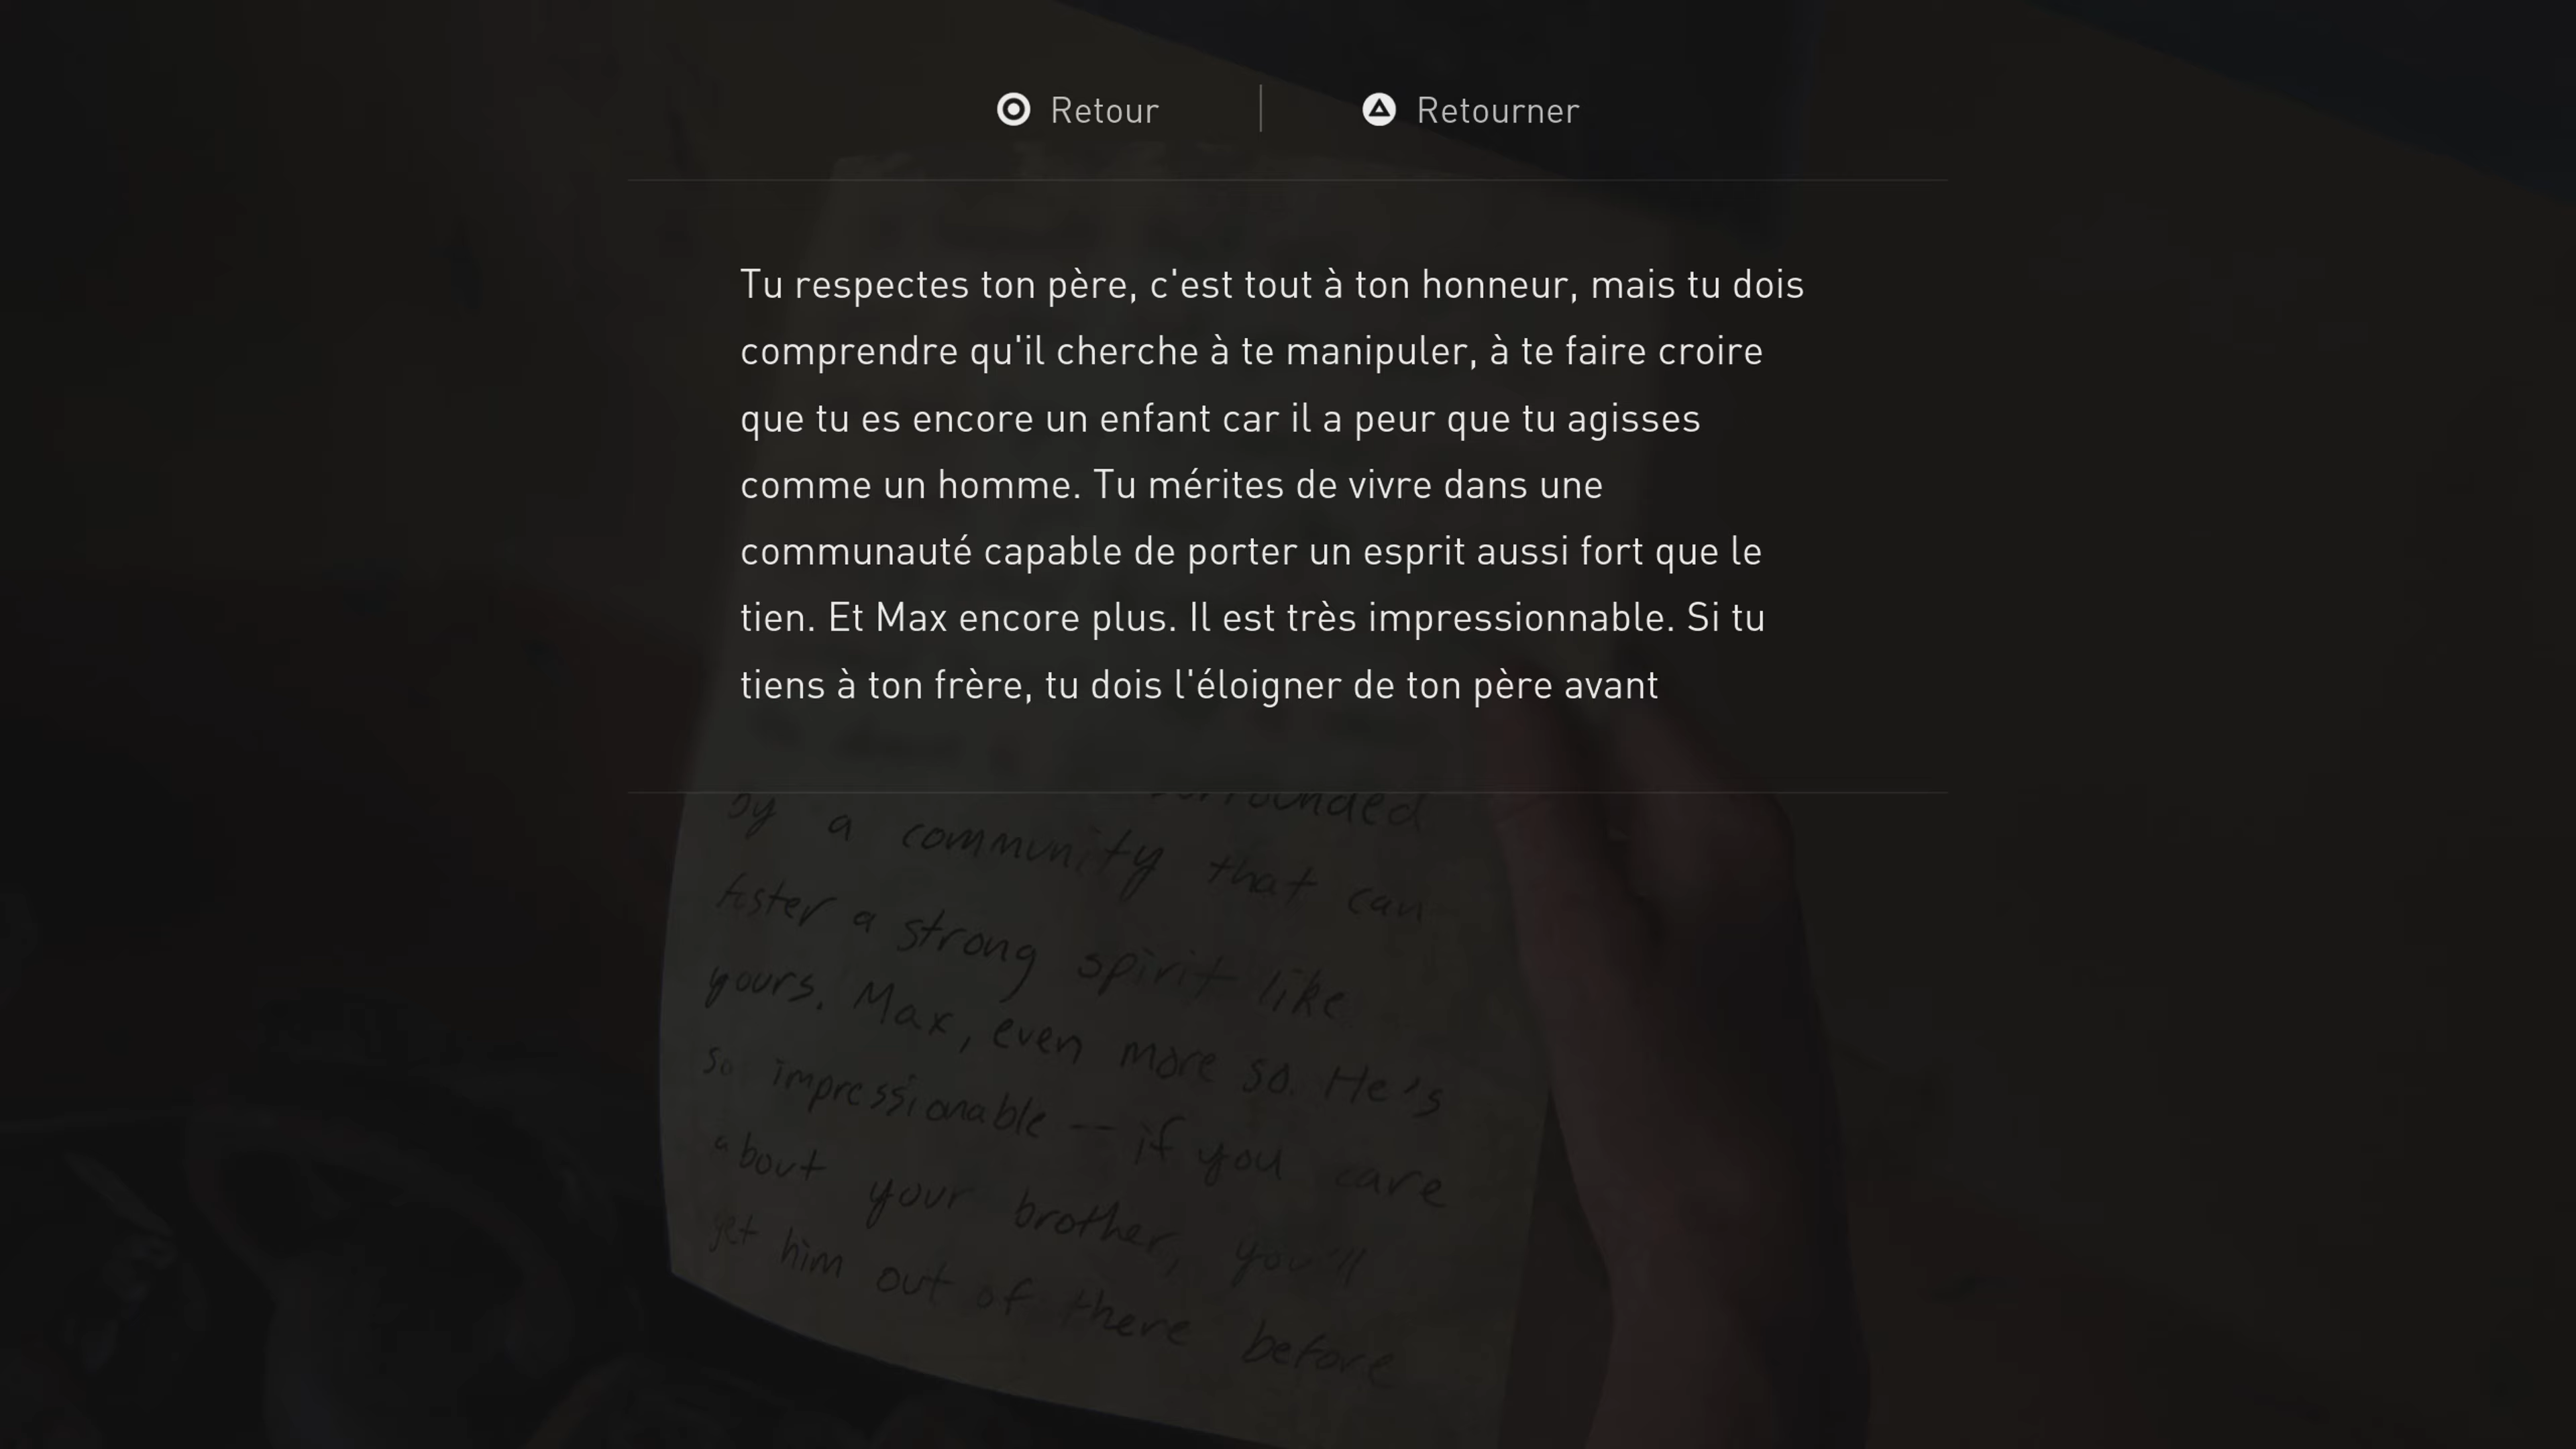 Retour | Retourner
Tu respectes ton père, c'est tout à ton honneur, mais tu dois
comprendre qu'il cherche à te manipuler, à te faire croire
que tu es encore un enfant car il a peur que tu agisses
comme un homme. Tu mérites de vivre dans une
communauté capable de porter un esprit aussi fort que le
tien. Et Max encore plus. Il est très impressionnable. Si tu
tiens à ton frère, tu dois l'éloigner de ton père avant
surrounded
by a community that can
foster a strong spirit like
yours. Max, even more so. He's
so impressionable — if you care
about your brother, you'll
get him out of there before